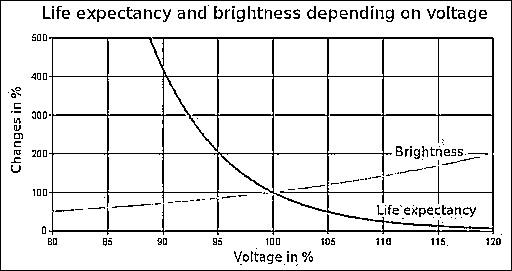 Life expectancy and brightness depending on voltage
Changes in %
500
400
300
200
100
0
Brightness
Life expectancy
80 85 90 95 100 105 110 115 120
Voltage in %